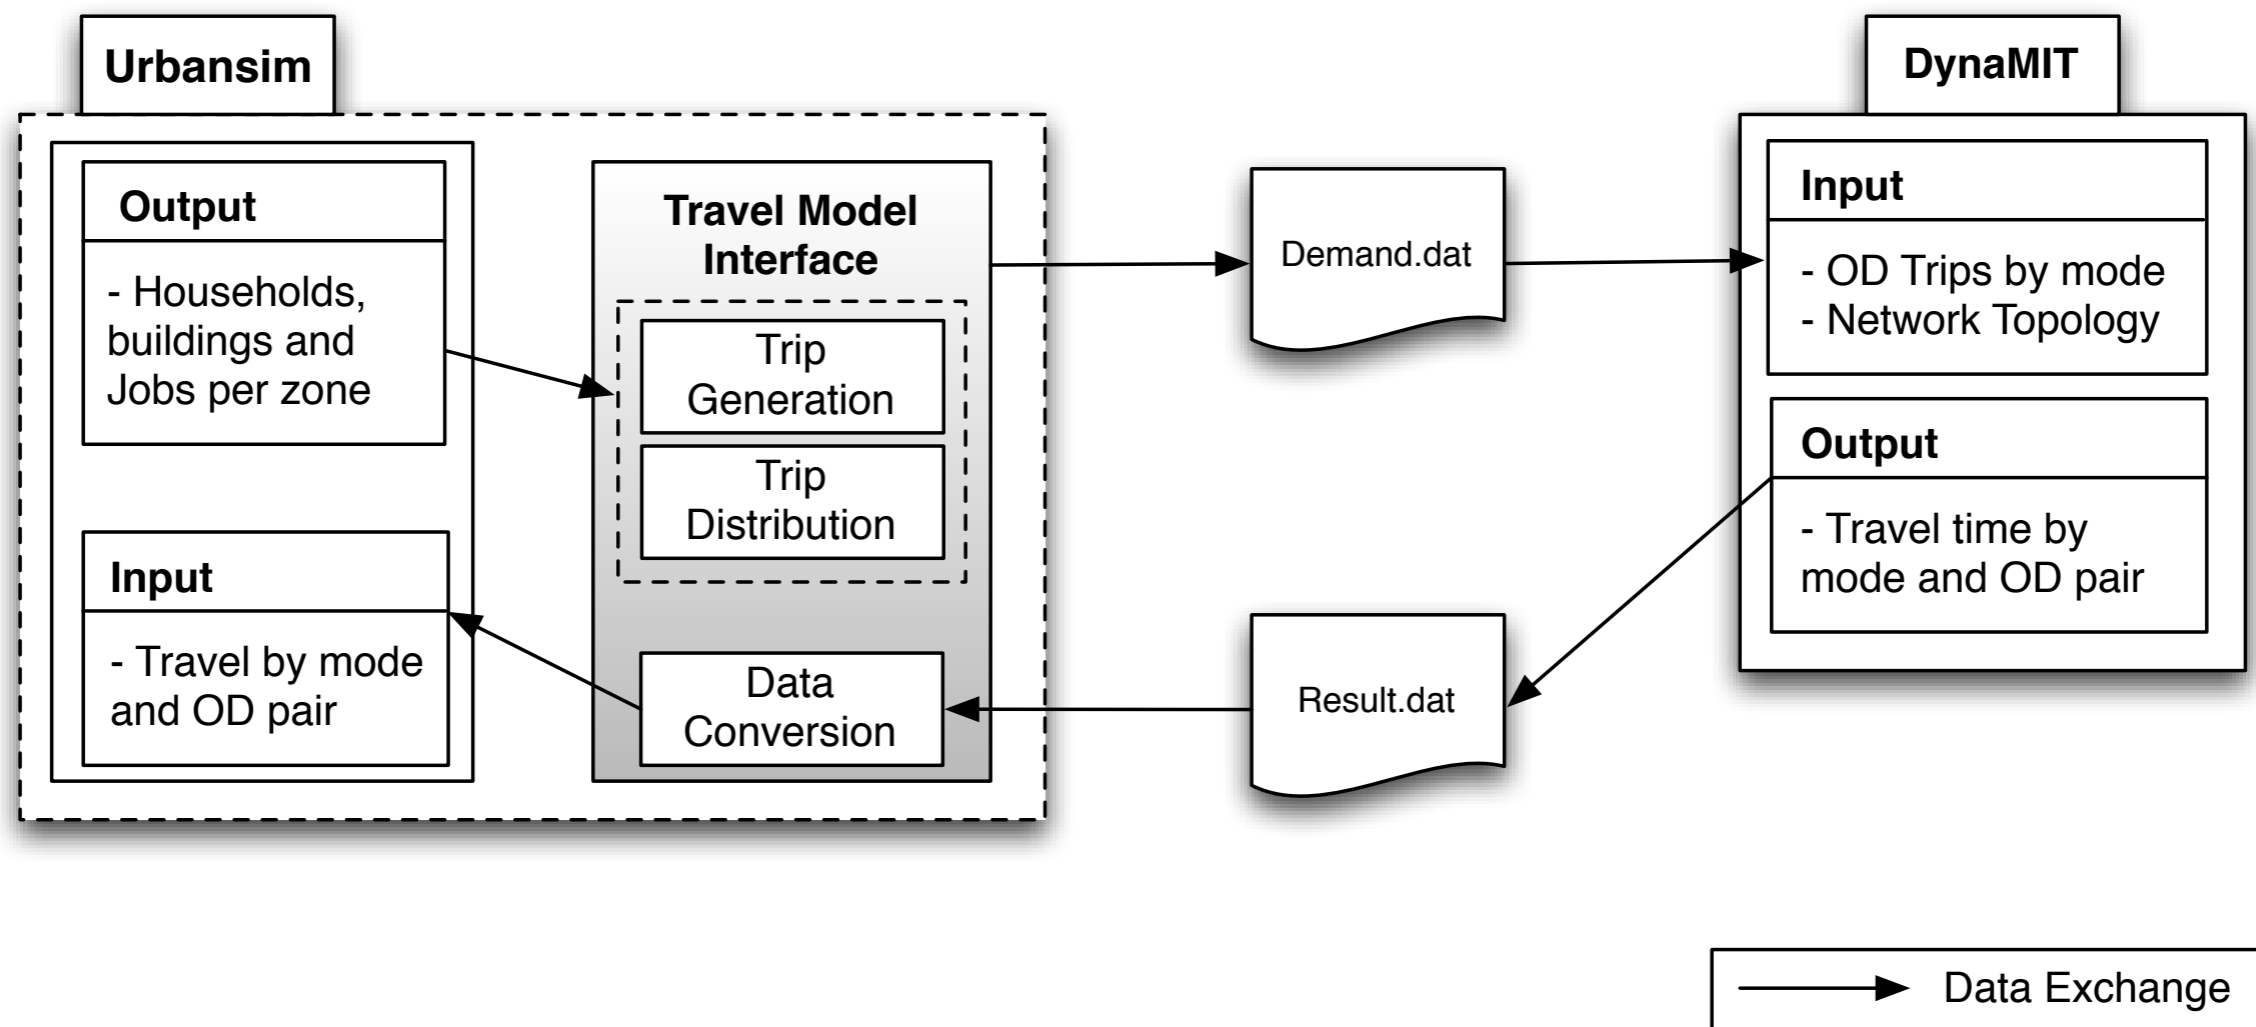 Urbansim
Output
- Households,
buildings and
Jobs per zone
Input
- Travel by mode
and OD pair
Travel Model
Interface
Trip
Generation
Trip
Distribution
Data
Conversion
Demand.dat
Result.dat
DynaMIT
Input
- OD Trips by mode
- Network Topology
Output
- Travel time by
mode and OD pair
Data Exchange